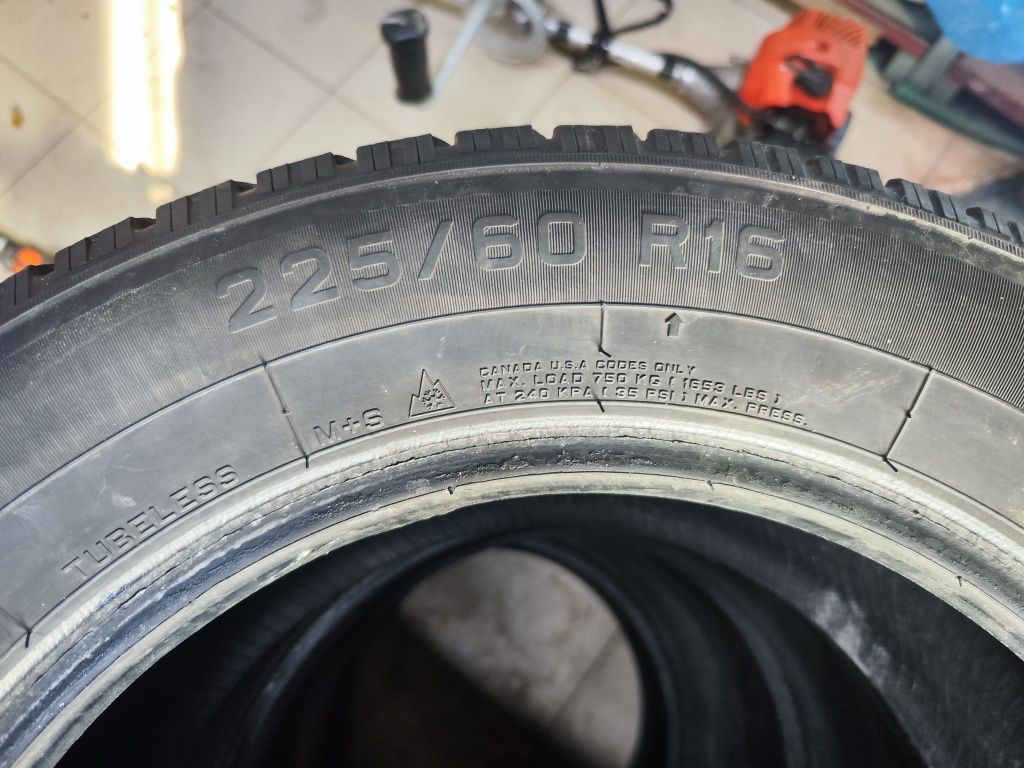 225/60 R16
CANADA U.S.A CODES ONLY
MAX. LOAD 750 KG ( 1653 LBS )
AT 240 KPA ( 35 PSI ) MAX. PRESS.
M+S
TUBELESS